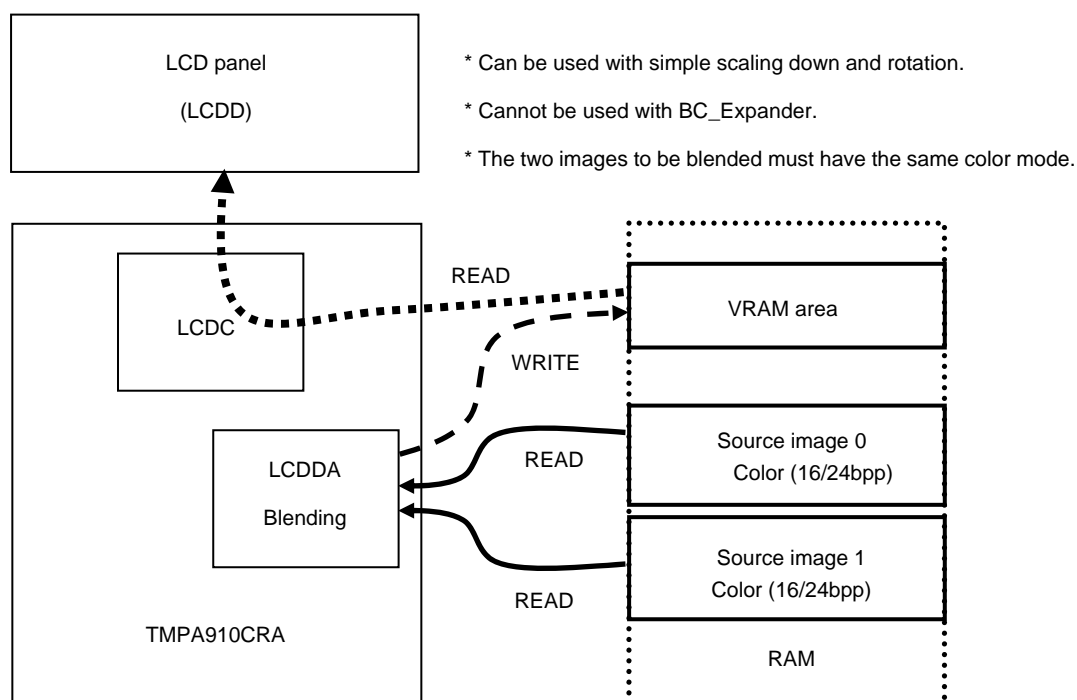 LCD panel
(LCDD)
* Can be used with simple scaling down and rotation.
* Cannot be used with BC_Expander.
* The two images to be blended must have the same color mode.
READ
VRAM area
LCDC
WRITE
Source image 0
Color (16/24bpp)
READ
LCDDA
Blending
Source image 1
Color (16/24bpp)
READ
TMPA910CRA
RAM